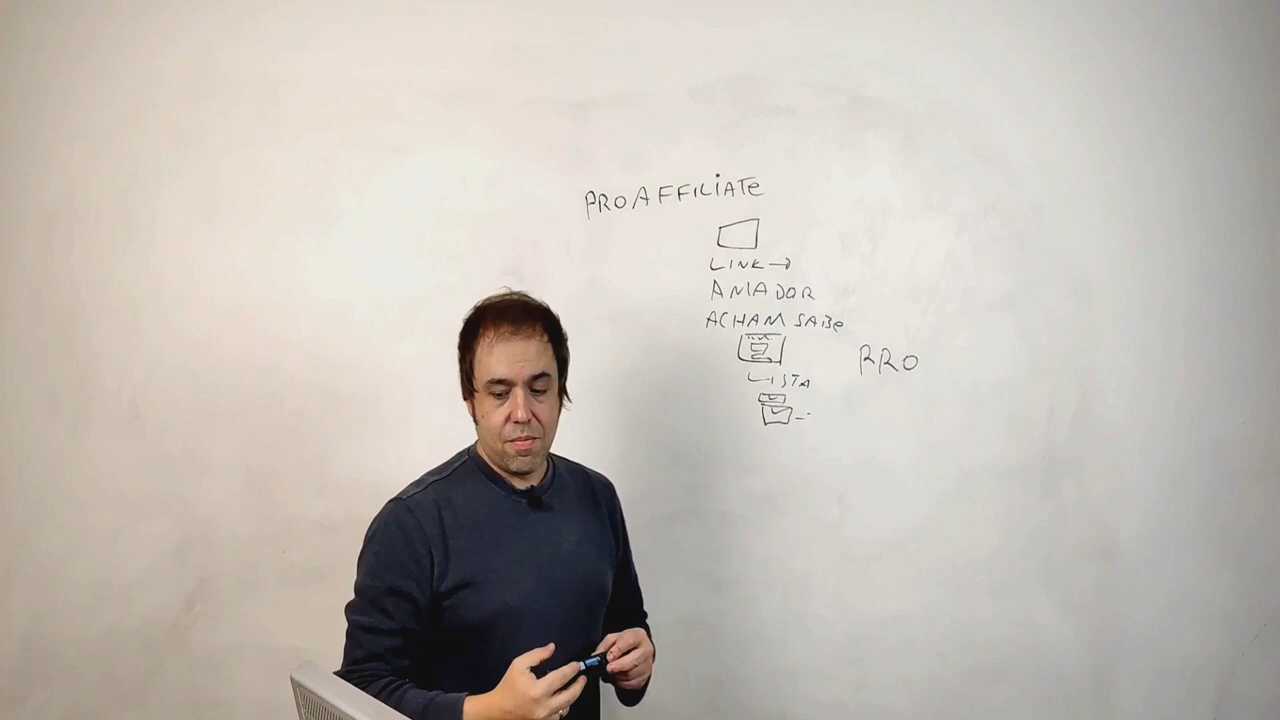 PROAFFILIATE
LINK →
AMADOR
ACHAM SABE
PRO
LISTA